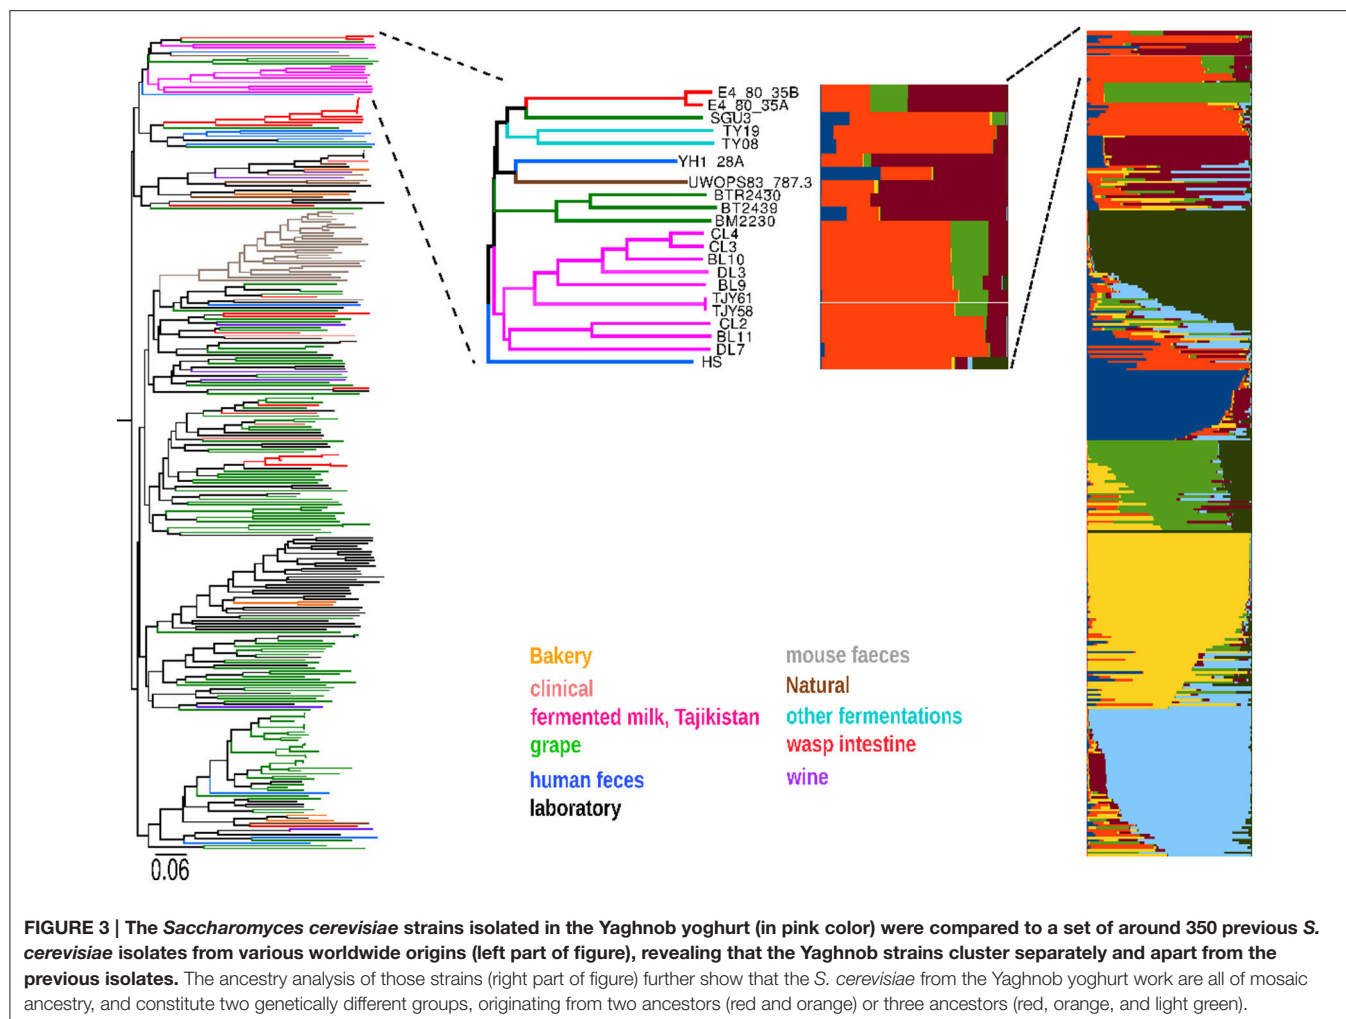 E4_80_35B
E4_80_35A
SGU3
TY19
TY08
YH1_28A
UWOPS83_787.3
BTR2430
BT2439
BM2230
CL4
CL3
BL10
DL3
BL9
TJY61
TJY58
CL2
BL11
DL7
HS
Bakery
clinical
fermented milk, Tajikistan
grape
human feces
laboratory
mouse faeces
Natural
other fermentations
wasp intestine
wine
0.06
FIGURE 3 | The Saccharomyces cerevisiae strains isolated in the Yaghnob yoghurt (in pink color) were compared to a set of around 350 previous S.
cerevisiae isolates from various worldwide origins (left part of figure), revealing that the Yaghnob strains cluster separately and apart from the
previous isolates. The ancestry analysis of those strains (right part of figure) further show that the S. cerevisiae from the Yaghnob yoghurt work are all of mosaic
ancestry, and constitute two genetically different groups, originating from two ancestors (red and orange) or three ancestors (red, orange, and light green).